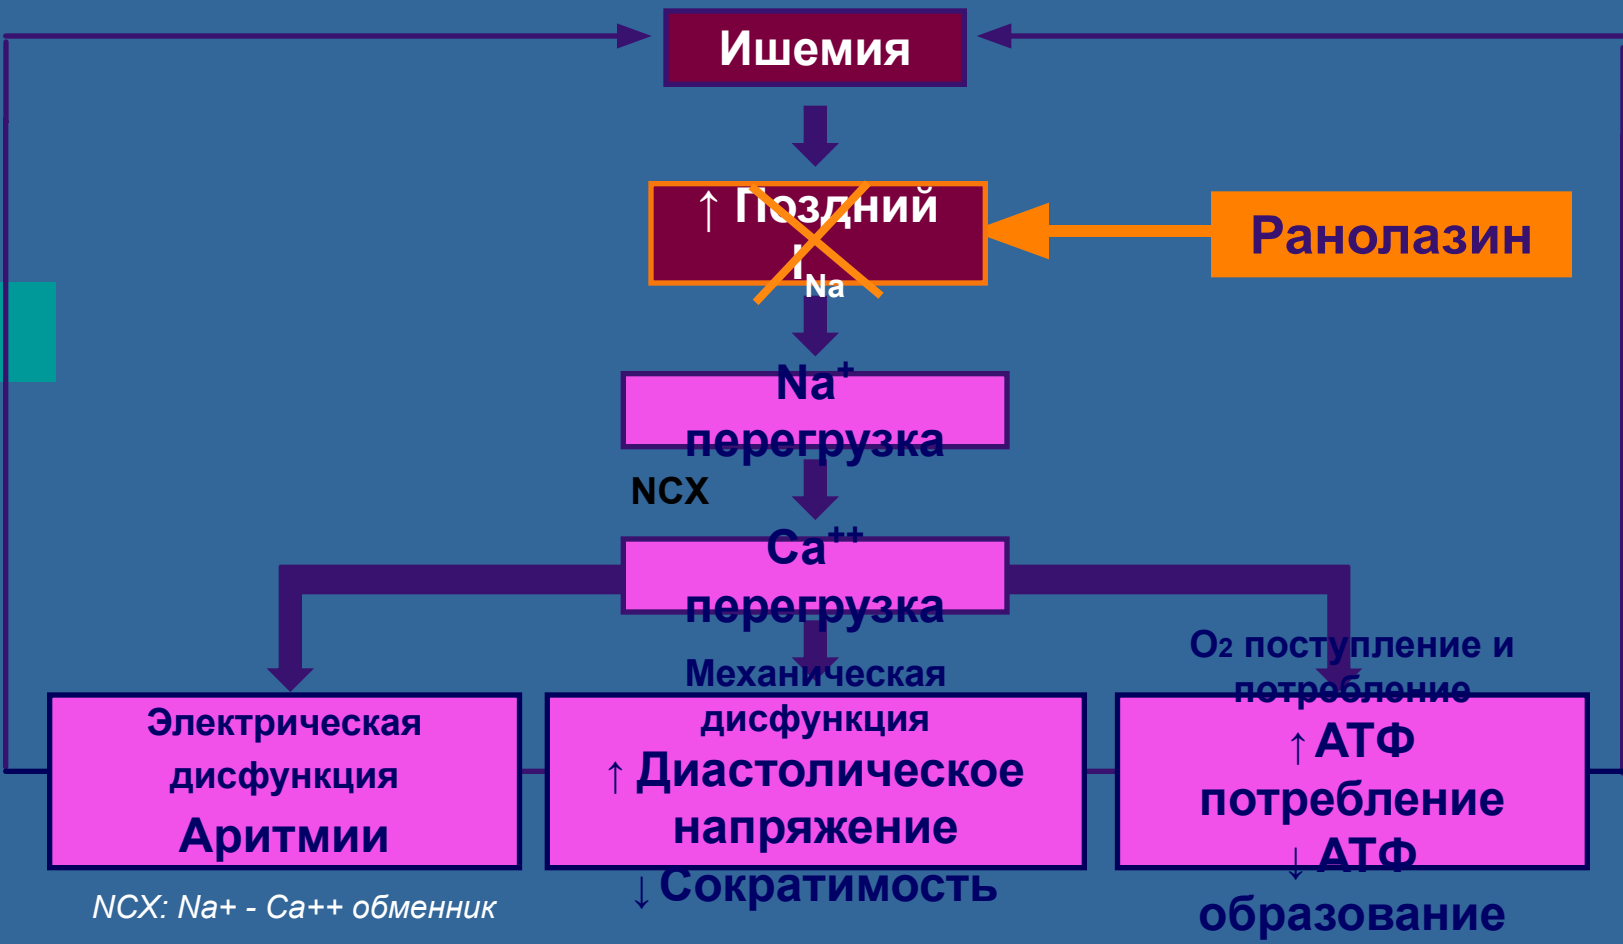 Ишемия
↑ Поздний
I Na
Ранолазин
Na+
перегрузка
NCX
Ca++
перегрузка
Электрическая
дисфункция
Аритмии
Механическая
дисфункция
↑ Диастолическое
напряжение
↓ Сократимость
О2 поступление и
потребление
↑ АТФ
потребление
↓ АТФ
образование
NCX: Na+ - Ca++ обменник